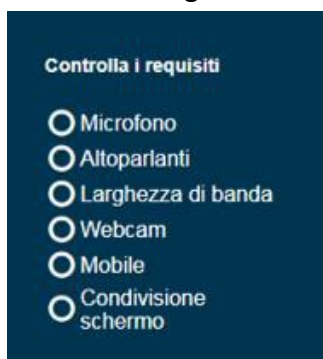 Controlla i requisiti
Microfono
Altoparlanti
Larghezza di banda
Webcam
Mobile
Condivisione
schermo